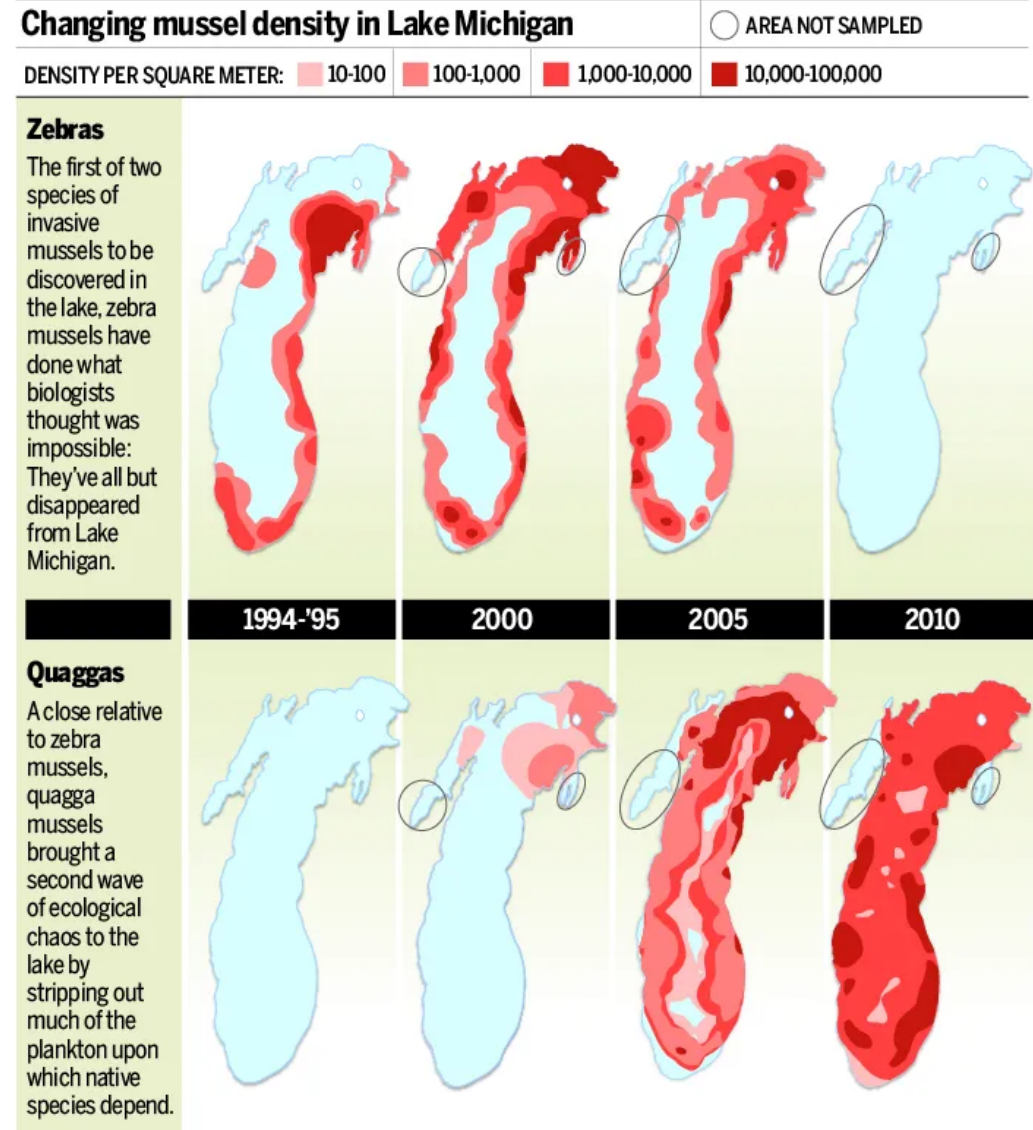 Changing mussel density in Lake Michigan
AREA NOT SAMPLED
DENSITY PER SQUARE METER: 10-100 100-1,000 1,000-10,000 10,000-100,000
Zebras
The first of two
species of
invasive
mussels to be
discovered in
the lake, zebra
mussels have
done what
biologists
thought was
impossible:
They've all but
disappeared
from Lake
Michigan.
1994-'95 2000 2005 2010
Quaggas
A close relative
to zebra
mussels,
quagga
mussels
brought a
second wave
of ecological
chaos to the
lake by
stripping out
much of the
plankton upon
which native
species depend.